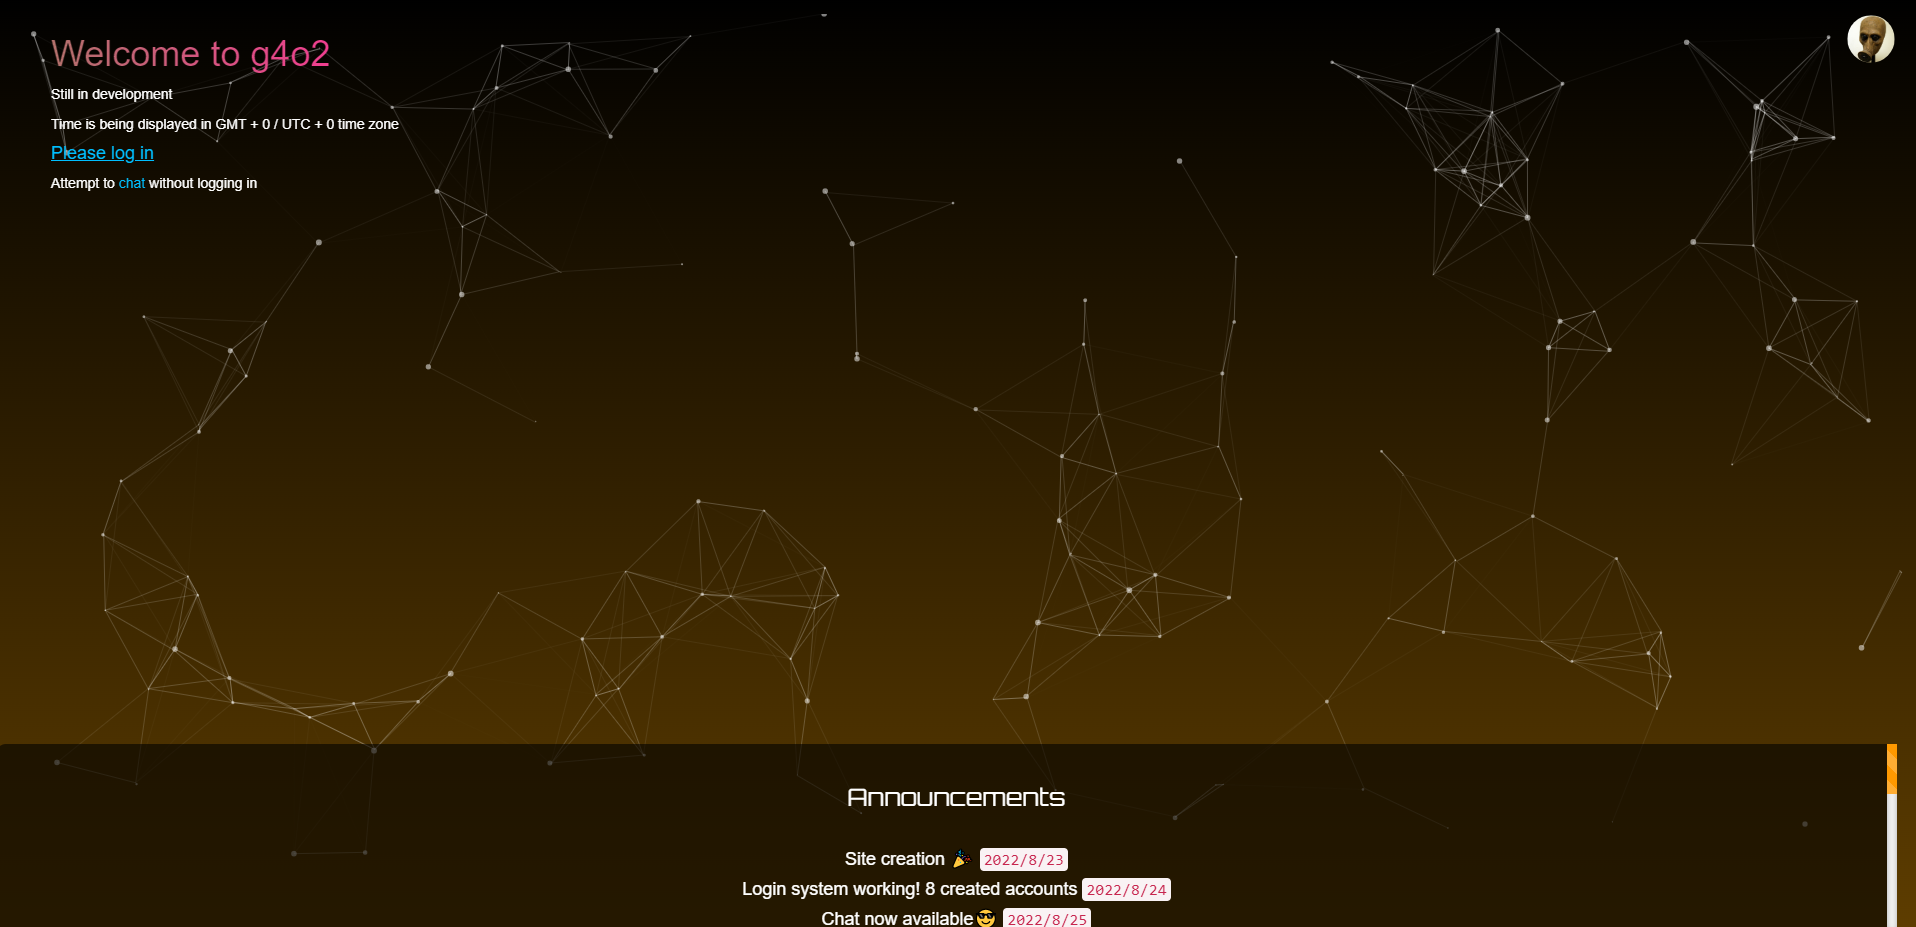 Welcome to g4o2
Still in development
Time is being displayed in GMT + 0 / UTC + 0 time zone
Please log in
Attempt to chat without logging in
Announcements
Site creation 🎉 2022/8/23
Login system working! 8 created accounts 2022/8/24
Chat now available😎 2022/8/25